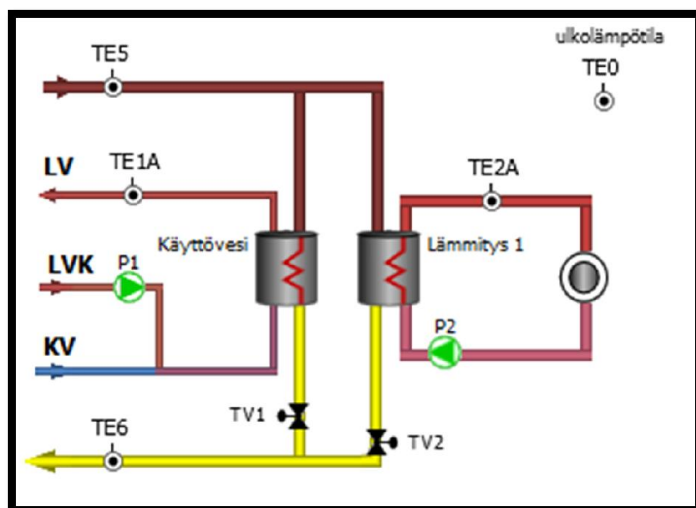 ulkolämpötila
TE5
TE0
LV
TE1A
TE2A
Käyttövesi
Lämmitys 1
LVK
P1
P2
KV
TV1
TE6
TV2